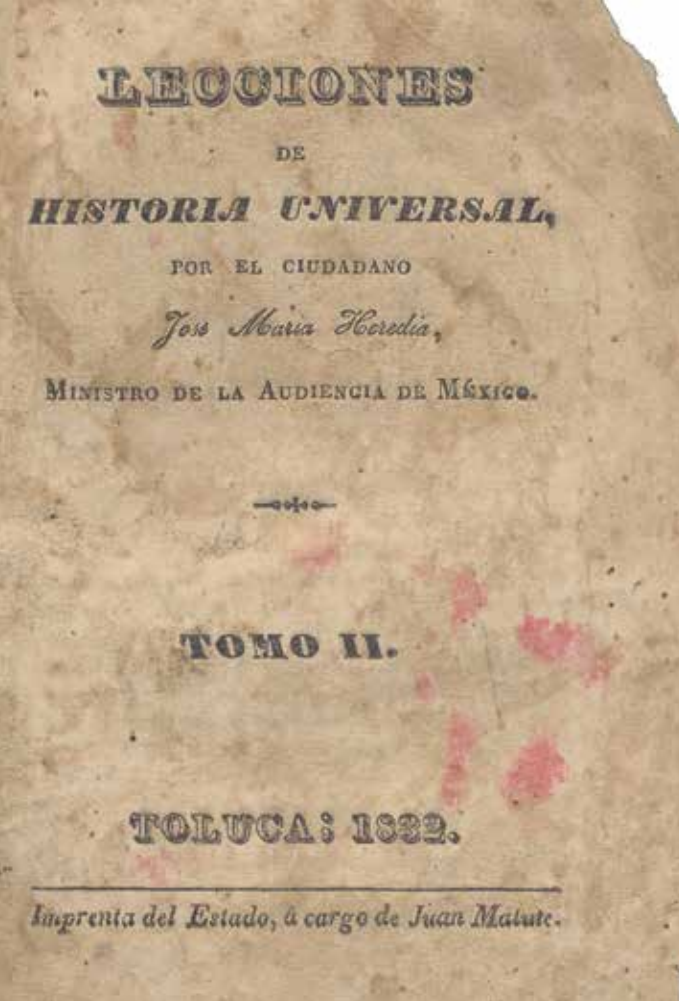 LECCIONES
DE
HISTORIA UNIVERSAL,
POR EL CIUDADANO
José Maria Heredia,
MINISTRO DE LA AUDIENCIA DE MÉXICO.
TOMO II.
TOLUCA: 1832.
Imprenta del Estado, á cargo de Juan Matute.